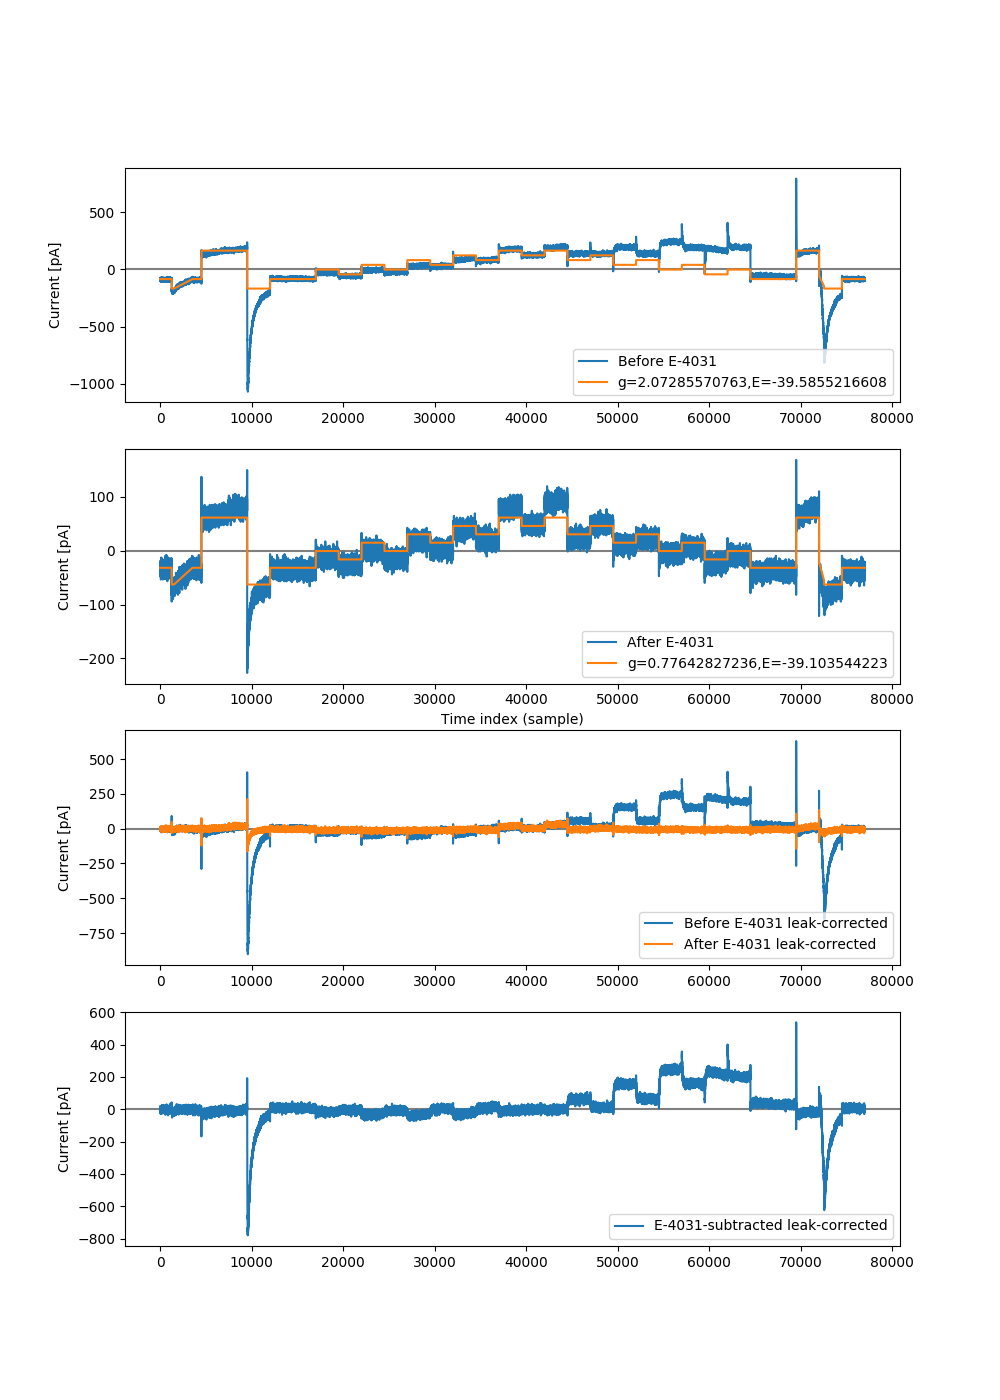 500
0
−500
−1000
Current [pA]
Before E-4031
g=2.07285570763,E=-39.5855216608
0 10000 20000 30000 40000 50000 60000 70000 80000
100
0
−100
−200
Current [pA]
After E-4031
g=0.77642827236,E=-39.103544223
0 10000 20000 30000 40000 50000 60000 70000 80000
Time index (sample)
500
250
0
−250
−500
−750
Current [pA]
Before E-4031 leak-corrected
After E-4031 leak-corrected
0 10000 20000 30000 40000 50000 60000 70000 80000
600
400
200
0
−200
−400
−600
−800
Current [pA]
E-4031-subtracted leak-corrected
0 10000 20000 30000 40000 50000 60000 70000 80000